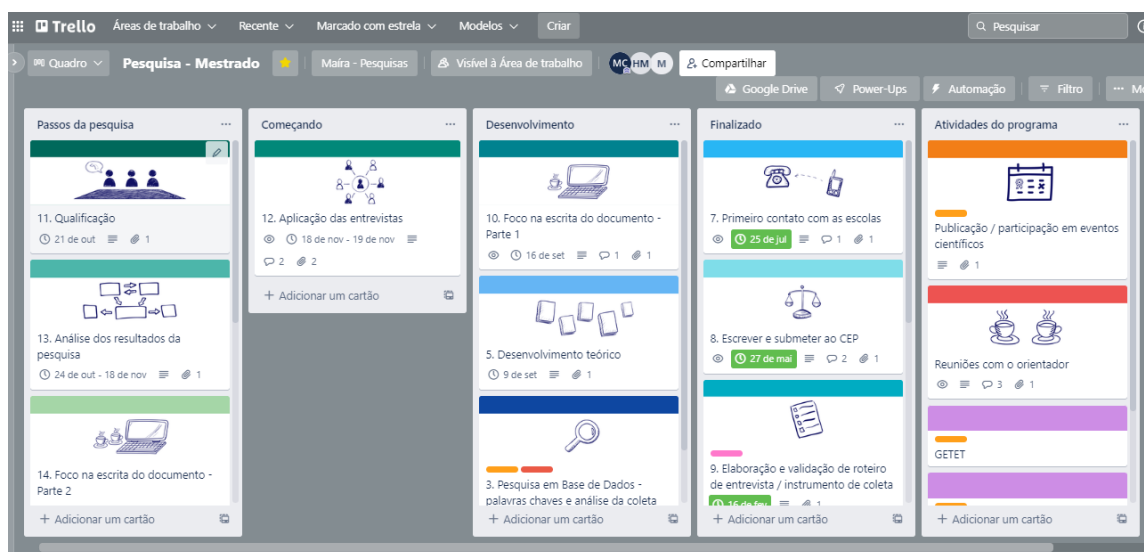 Trello Áreas de trabalho Recente Marcado com estrela Modelos Criar Pesquisar
Quadro Pesquisa - Mestrado Maíra - Pesquisas Visível à Área de trabalho MC HM M Compartilhar
Google Drive Power-Ups Automação Filtro
Passos da pesquisa
11. Qualificação
21 de out 1
13. Análise dos resultados da
pesquisa
24 de out - 18 de nov 1
14. Foco na escrita do documento -
Parte 2
+ Adicionar um cartão
Começando
12. Aplicação das entrevistas
18 de nov - 19 de nov
2 2
+ Adicionar um cartão
Desenvolvimento
10. Foco na escrita do documento -
Parte 1
16 de set 1 1
5. Desenvolvimento teórico
9 de set 1
3. Pesquisa em Base de Dados -
palavras chaves e análise da coleta
+ Adicionar um cartão
Finalizado
7. Primeiro contato com as escolas
25 de jul 1 1
8. Escrever e submeter ao CEP
27 de mai 2 1
9. Elaboração e validação de roteiro
de entrevista / instrumento de coleta
16 de fev 1
+ Adicionar um cartão
Atividades do programa
Publicação / participação em eventos
científicos
1
Reuniões com o orientador
3 1
GETET
+ Adicionar um cartão